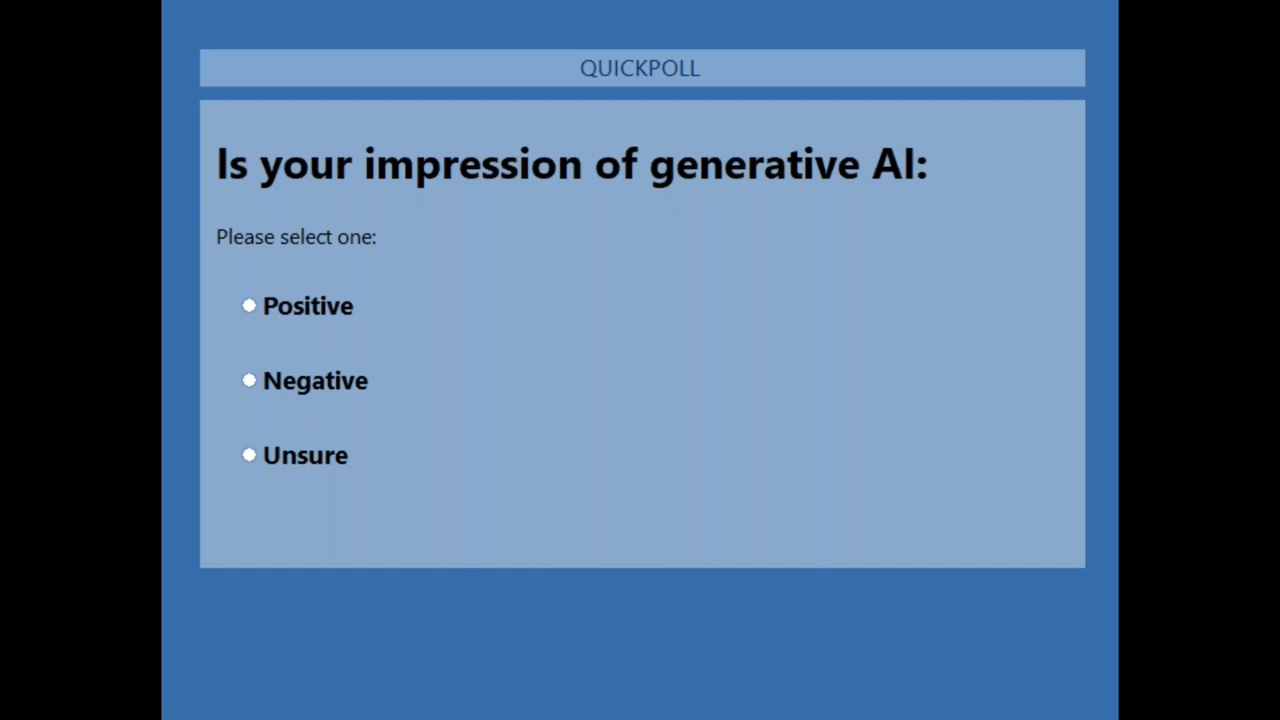 QUICKPOLL
Is your impression of generative AI:
Please select one:
Positive
Negative
Unsure